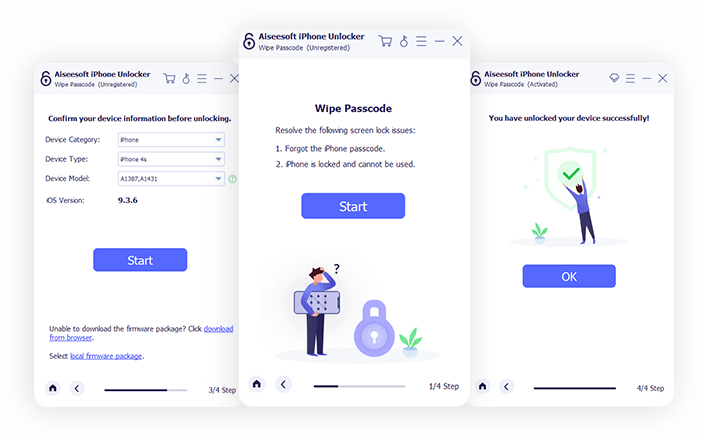 Aiseesoft iPhone Unlocker
Wipe Passcode (Unregistered)
Confirm your device information before unlocking.
Device Category: iPhone
Device Type: iPhone 4s
Device Model: A1387,A1431
iOS Version: 9.3.6
Start
Unable to download the firmware package? Click download
from browser.
Select local firmware package.
3/4 Step
Aiseesoft iPhone Unlocker
Wipe Passcode (Unregistered)
Wipe Passcode
Resolve the following screen lock issues:
1. Forgot the iPhone passcode.
2. iPhone is locked and cannot be used.
Start
?
1/4 Step
Aiseesoft iPhone Unlocker
Wipe Passcode (Activated)
You have unlocked your device successfully!
OK
4/4 Step